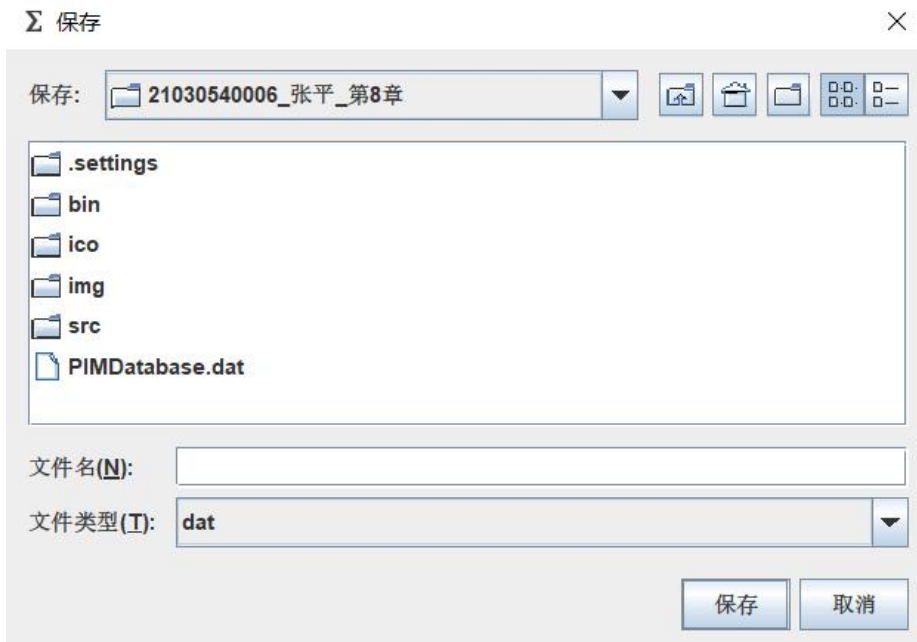 Σ 保存
保存: 21030540006_张平_第8章
.settings
bin
ico
img
src
PIMDatabase.dat
文件名(N):
文件类型(T): dat
保存 取消